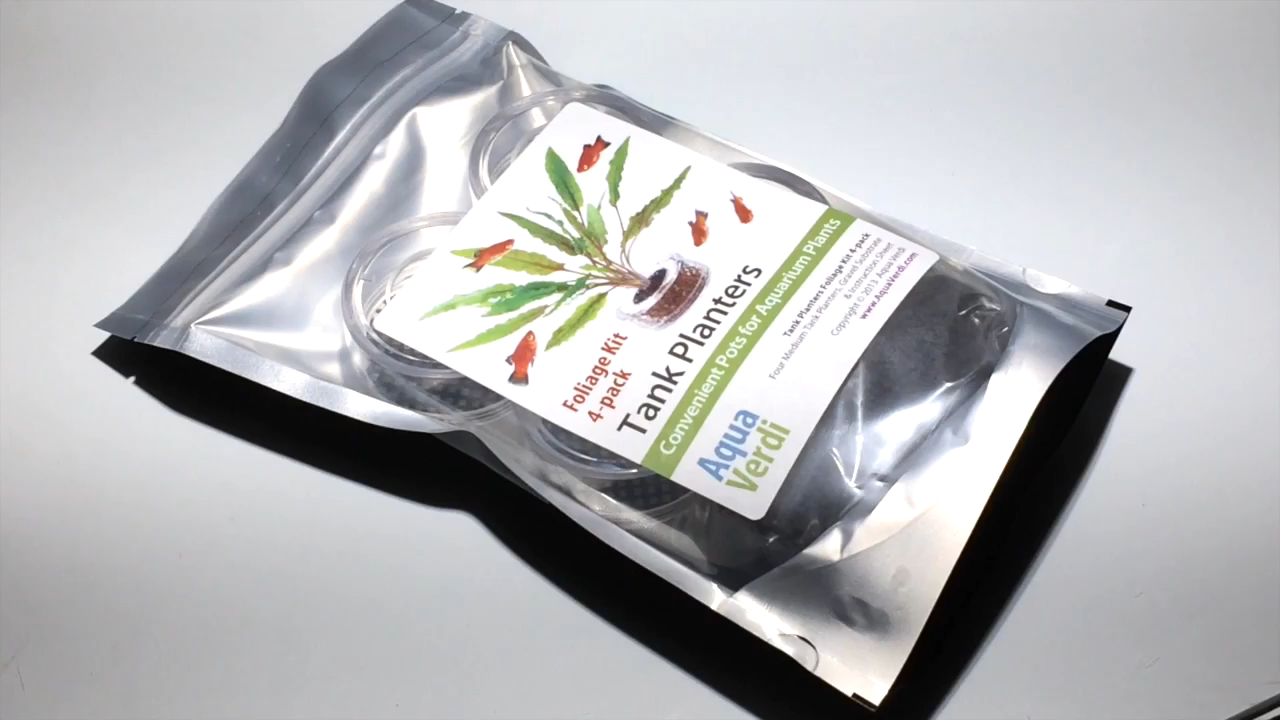 Foliage Kit
4-pack
Tank Planters
Convenient Pots for Aquarium Plants
Aqua
Verdi
Tank Planters Foliage Kit 4-pack
Four Medium Tank Planters, Gravel Substrate
& Instruction Sheet
Copyright © 2013 Aqua Verdi
www.AquaVerdi.com